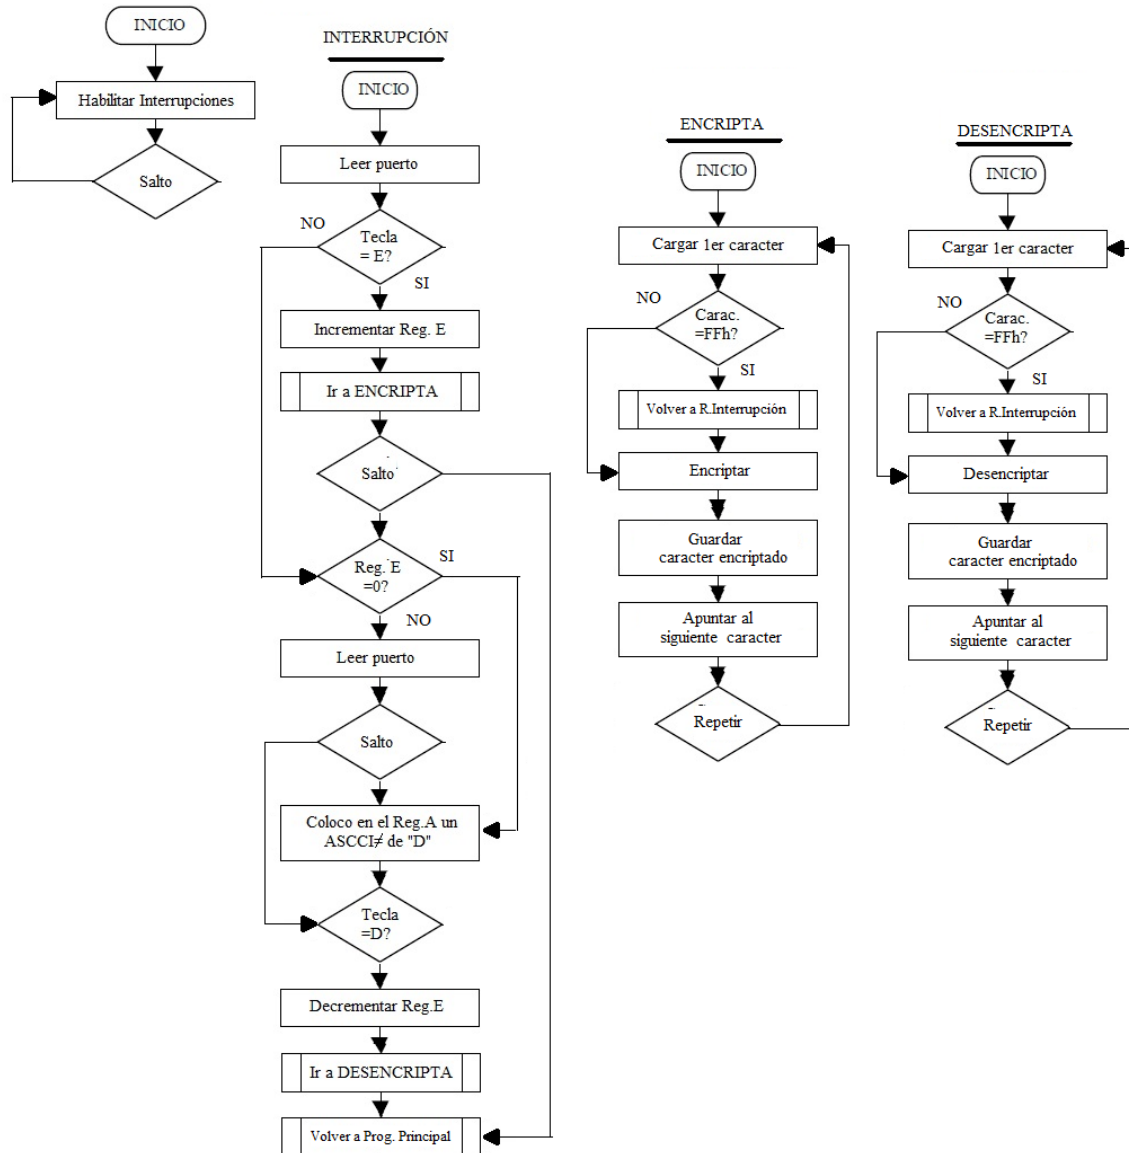 INICIO
Habilitar Interrupciones
Salto
INTERRUPCIÓN
INICIO
Leer puerto
NO
Tecla
= E?
SI
Incrementar Reg. E
Ir a ENCRIPTA
Salto
Reg. E
=0?
SI
NO
Leer puerto
Salto
Coloco en el Reg.A un
ASCCI≠ de "D"
Tecla
=D?
Decrementar Reg.E
Ir a DESENCRIPTA
Volver a Prog. Principal
ENCRIPTA
INICIO
Cargar 1er caracter
NO
Carac.
=FFh?
SI
Volver a R.Interrupción
Encriptar
Guardar
caracter encriptado
Apuntar al
siguiente caracter
Repetir
DESENCRIPTA
INICIO
Cargar 1er caracter
NO
Carac.
=FFh?
SI
Volver a R.Interrupción
Desencriptar
Guardar
caracter encriptado
Apuntar al
siguiente caracter
Repetir